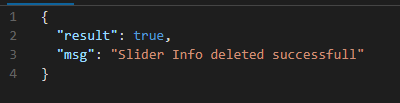 1 {
2 "result": true,
3 "msg": "Slider Info deleted successfull"
4 }